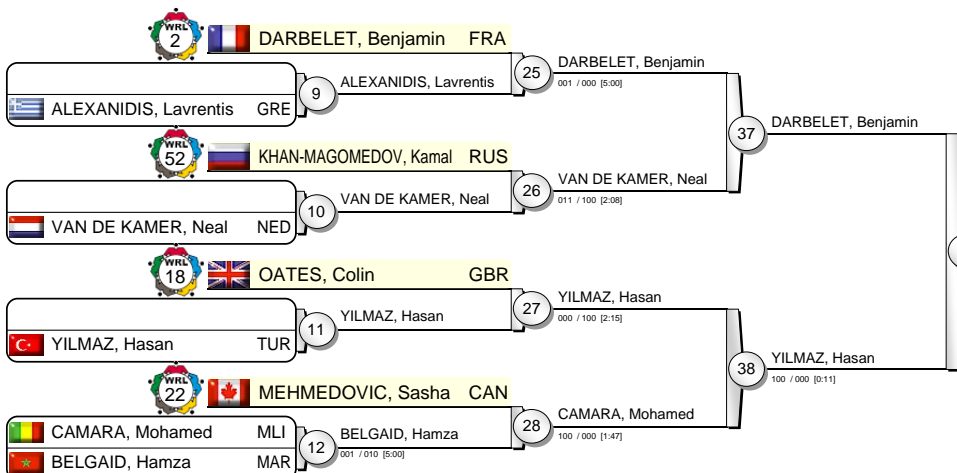 WRL
2
DARBELET, Benjamin FRA
ALEXANIDIS, Lavrentis GRE
9
ALEXANIDIS, Lavrentis
25
DARBELET, Benjamin
001 / 000 [5:00]
WRL
52
KHAN-MAGOMEDOV, Kamal RUS
VAN DE KAMER, Neal NED
10
VAN DE KAMER, Neal
26
VAN DE KAMER, Neal
011 / 100 [2:08]
37
DARBELET, Benjamin
WRL
18
OATES, Colin GBR
YILMAZ, Hasan TUR
11
YILMAZ, Hasan
27
YILMAZ, Hasan
000 / 100 [2:15]
WRL
22
MEHMEDOVIC, Sasha CAN
CAMARA, Mohamed MLI
BELGAID, Hamza MAR
12
BELGAID, Hamza
001 / 010 [5:00]
28
CAMARA, Mohamed
100 / 000 [1:47]
38
YILMAZ, Hasan
100 / 000 [0:11]